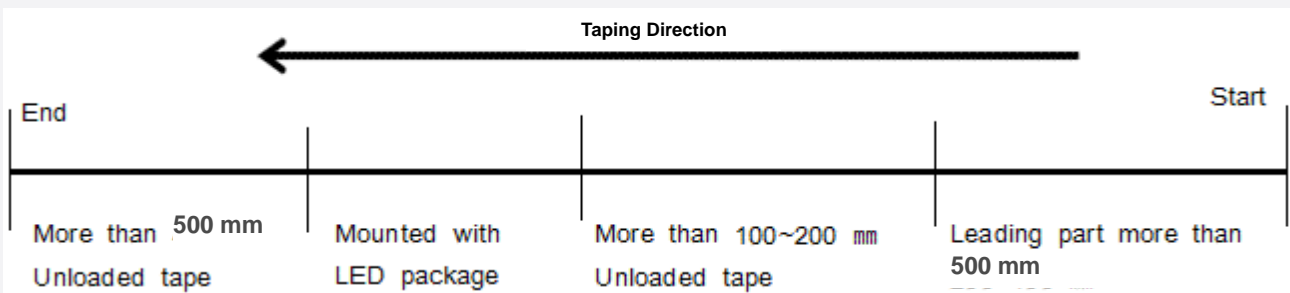 Taping Direction
End
Start
More than 500 mm
Unloaded tape
Mounted with
LED package
More than 100~200 mm
Unloaded tape
Leading part more than
500 mm